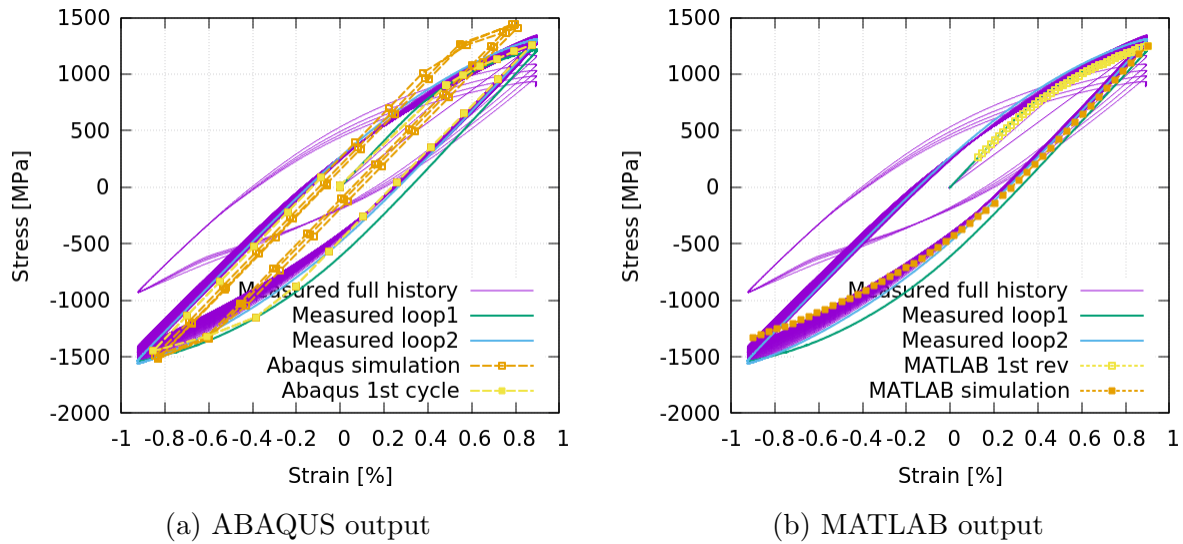 1500
1000
500
0
-500
-1000
-1500
-2000
-1 -0.8 -0.6 -0.4 -0.2 0 0.2 0.4 0.6 0.8 1
Stress [MPa]
Strain [%]
Measured full history
Measured loop1
Measured loop2
Abaqus simulation
Abaqus 1st cycle
(a) ABAQUS output
1500
1000
500
0
-500
-1000
-1500
-2000
-1 -0.8 -0.6 -0.4 -0.2 0 0.2 0.4 0.6 0.8 1
Stress [MPa]
Strain [%]
Measured full history
Measured loop1
Measured loop2
MATLAB 1st rev
MATLAB simulation
(b) MATLAB output